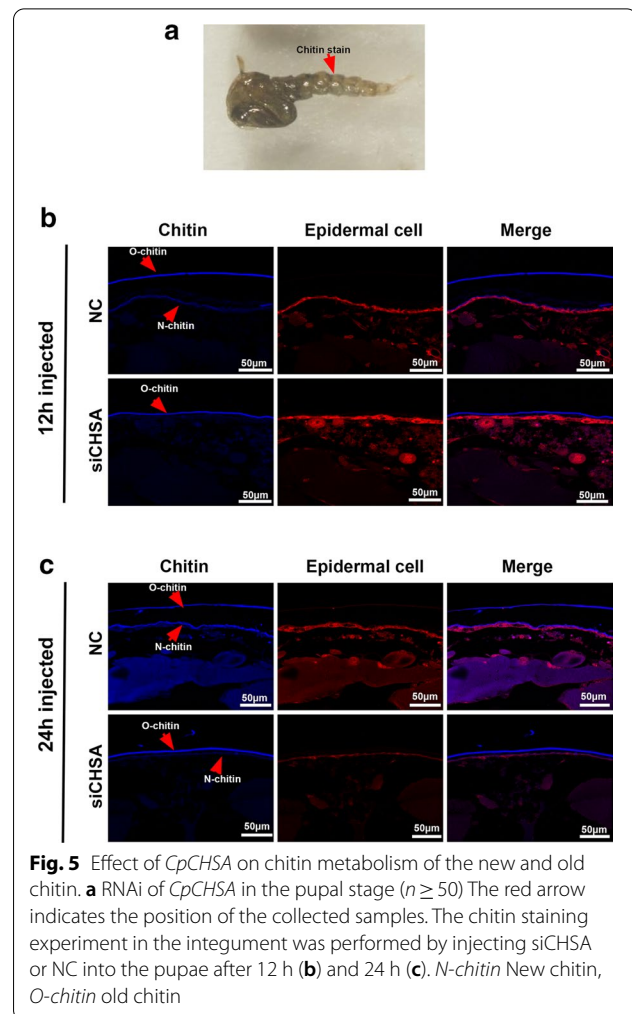 a
Chitin stain
b
Chitin Epidermal cell Merge
O-chitin
NC
N-chitin
50μm 50μm 50μm
12h injected
O-chitin
siCHSA
50μm 50μm 50μm
c
Chitin Epidermal cell Merge
O-chitin
NC
N-chitin
50μm 50μm 50μm
24h injected
O-chitin
siCHSA
N-chitin
50μm 50μm 50μm
Fig. 5 Effect of CpCHSA on chitin metabolism of the new and old
chitin. a RNAi of CpCHSA in the pupal stage (n ≥ 50) The red arrow
indicates the position of the collected samples. The chitin staining
experiment in the integument was performed by injecting siCHSA
or NC into the pupae after 12 h (b) and 24 h (c). N-chitin New chitin,
O-chitin old chitin